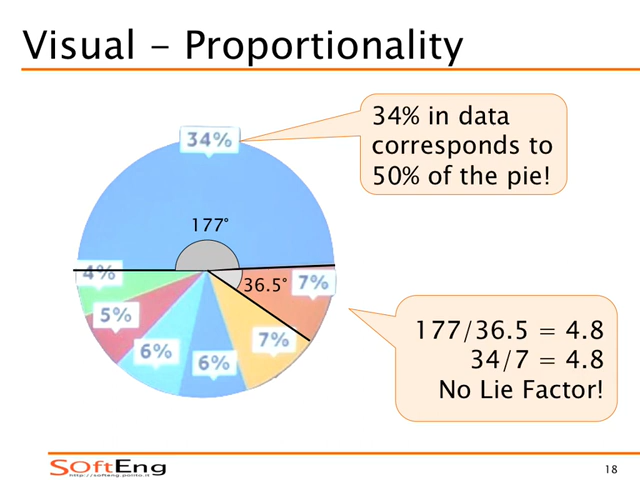 Visual – Proportionality
34% in data
corresponds to
50% of the pie!
34%
177°
36.5°
7%
4%
5%
6%
6%
7%
177/36.5 = 4.8
34/7 = 4.8
No Lie Factor!
SoftEng
http://softeng.polito.it
18